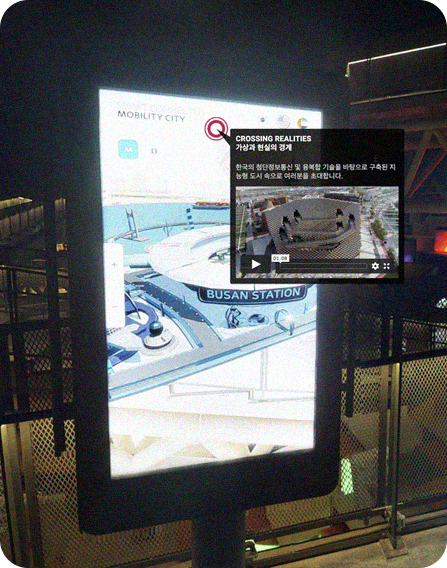 MOBILITY CITY
CROSSING REALITIES
가상과 현실의 경계
한국의 첨단정보통신 및 융복합 기술을 바탕으로 구축된 지
능형 도시 속으로 여러분을 초대합니다.
01:08
BUSAN STATION